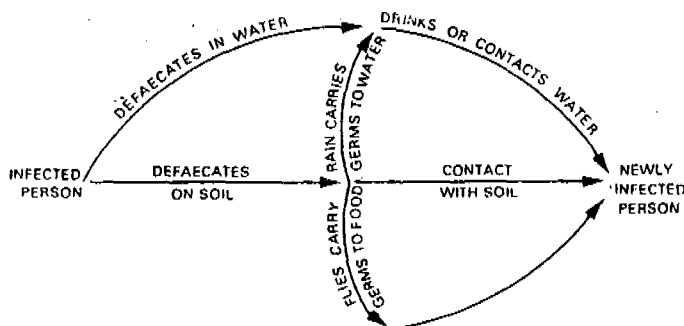 DEFAECATES IN WATER
DRINKS OR CONTACTS WATER
RAIN CARRIES
GERMS TO WATER
INFECTED
PERSON
DEFAECATES
ON SOIL
CONTACT
WITH SOIL
NEWLY
INFECTED
PERSON
FLIES CARRY
GERMS TO FOOD